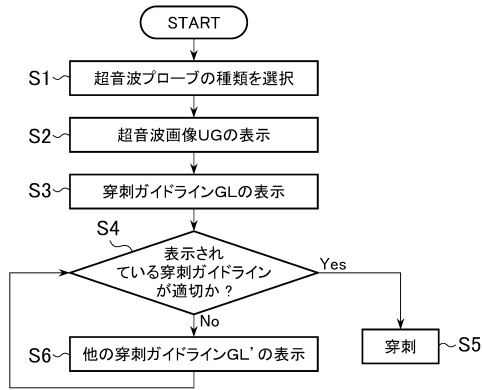 START
S1
超音波プローブの種類を選択
S2
超音波画像UGの表示
S3
穿刺ガイドラインGLの表示
S4
表示され
ている穿刺ガイドライン
が適切か？
Yes
No
穿刺
S5
S6
他の穿刺ガイドラインGL'の表示